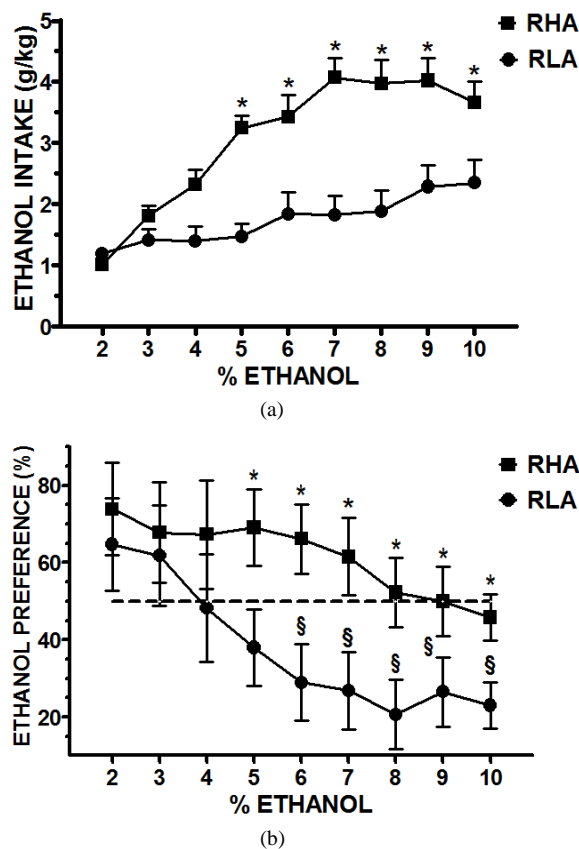 RHA
RLA
ETHANOL INTAKE (g/kg)
5
4
3
2
1
0
* * * * * *
2 3 4 5 6 7 8 9 10
% ETHANOL
(a)
RHA
RLA
ETHANOL PREFERENCE (%)
80
60
40
20
* * * * * *
§ § § § §
2 3 4 5 6 7 8 9 10
% ETHANOL
(b)